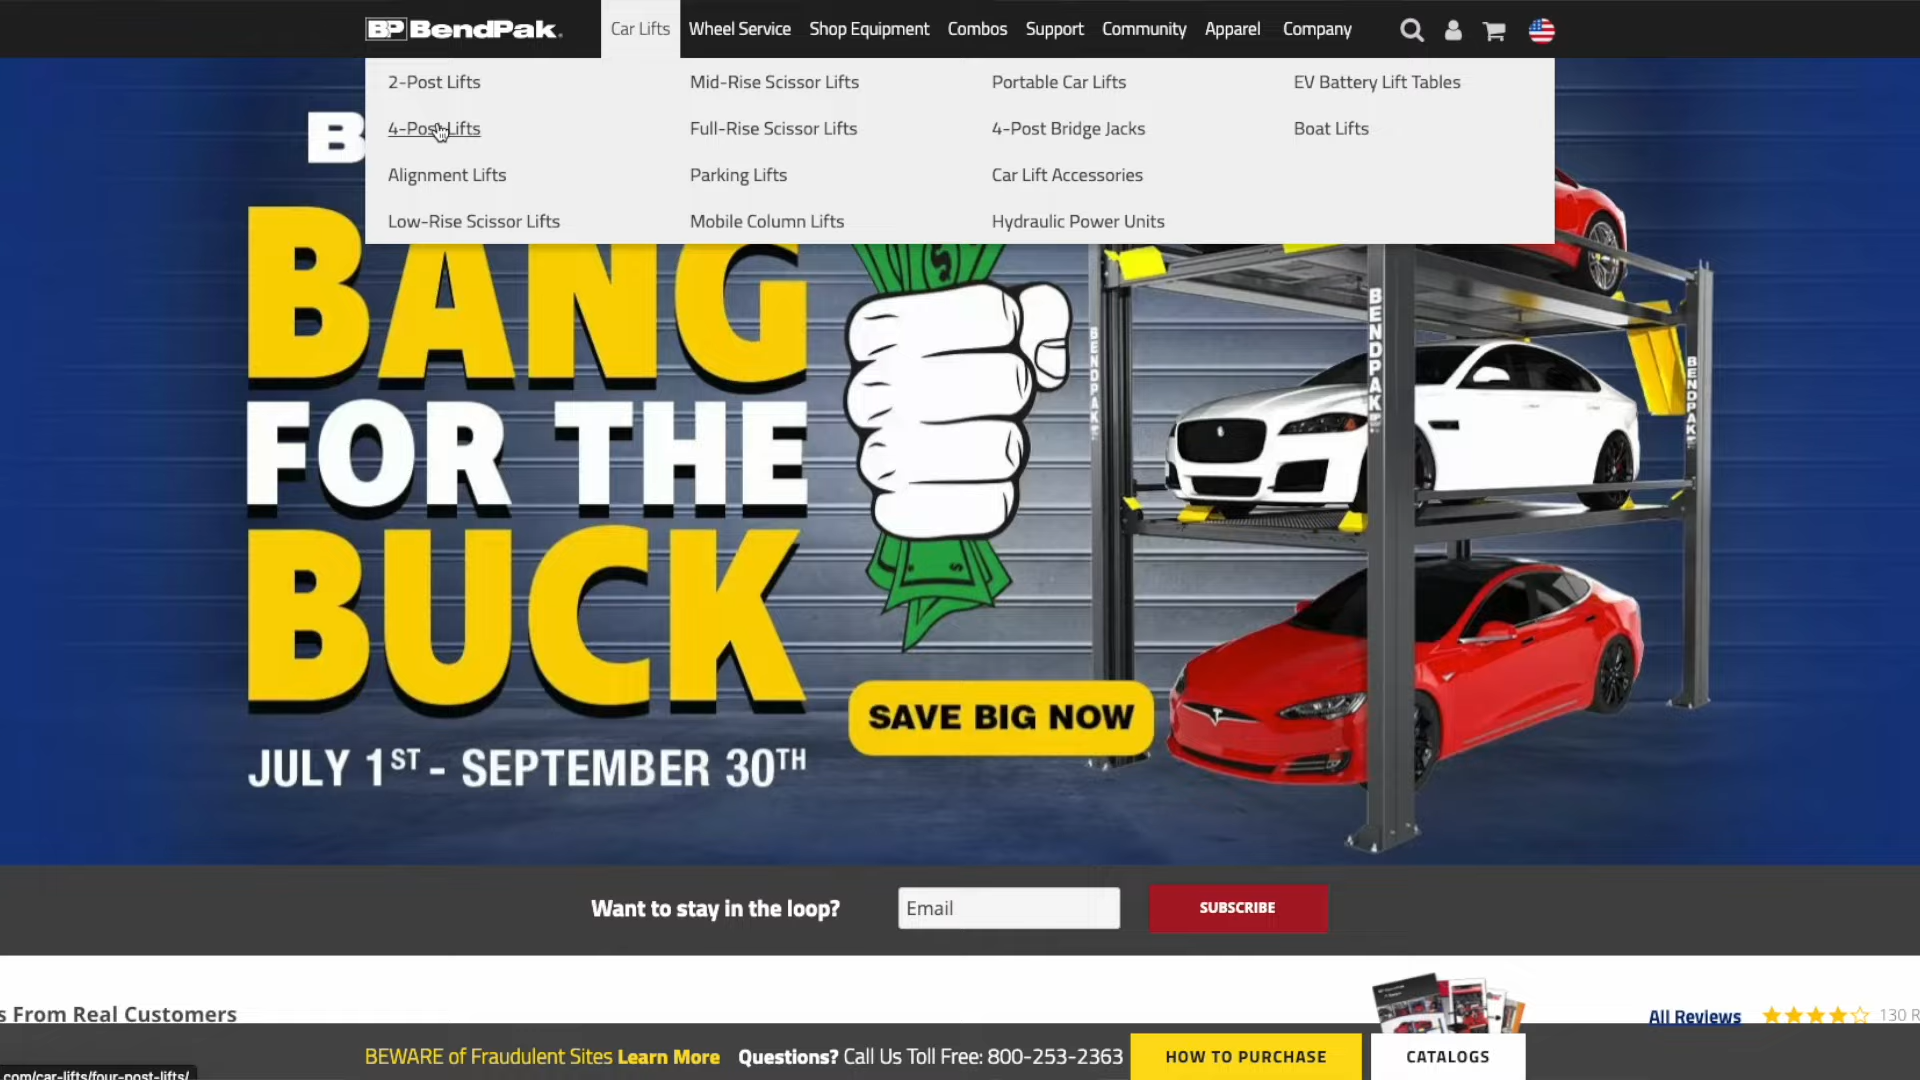 BP BendPak
Car Lifts
Wheel Service
Shop Equipment
Combos
Support
Community
Apparel
Company
2-Post Lifts
Mid-Rise Scissor Lifts
Portable Car Lifts
EV Battery Lift Tables
4-Post Lifts
Full-Rise Scissor Lifts
4-Post Bridge Jacks
Boat Lifts
Alignment Lifts
Parking Lifts
Car Lift Accessories
Low-Rise Scissor Lifts
Mobile Column Lifts
Hydraulic Power Units
B
BANG
FOR THE
BUCK
JULY 1ST - SEPTEMBER 30TH
SAVE BIG NOW
BENDPAK
BENDPAK
BENDPAK
Want to stay in the loop?
Email
SUBSCRIBE
s From Real Customers
All Reviews
130 R
BEWARE of Fraudulent Sites Learn More
Questions? Call Us Toll Free: 800-253-2363
HOW TO PURCHASE
CATALOGS
.com/car-lifts/four-post-lifts/